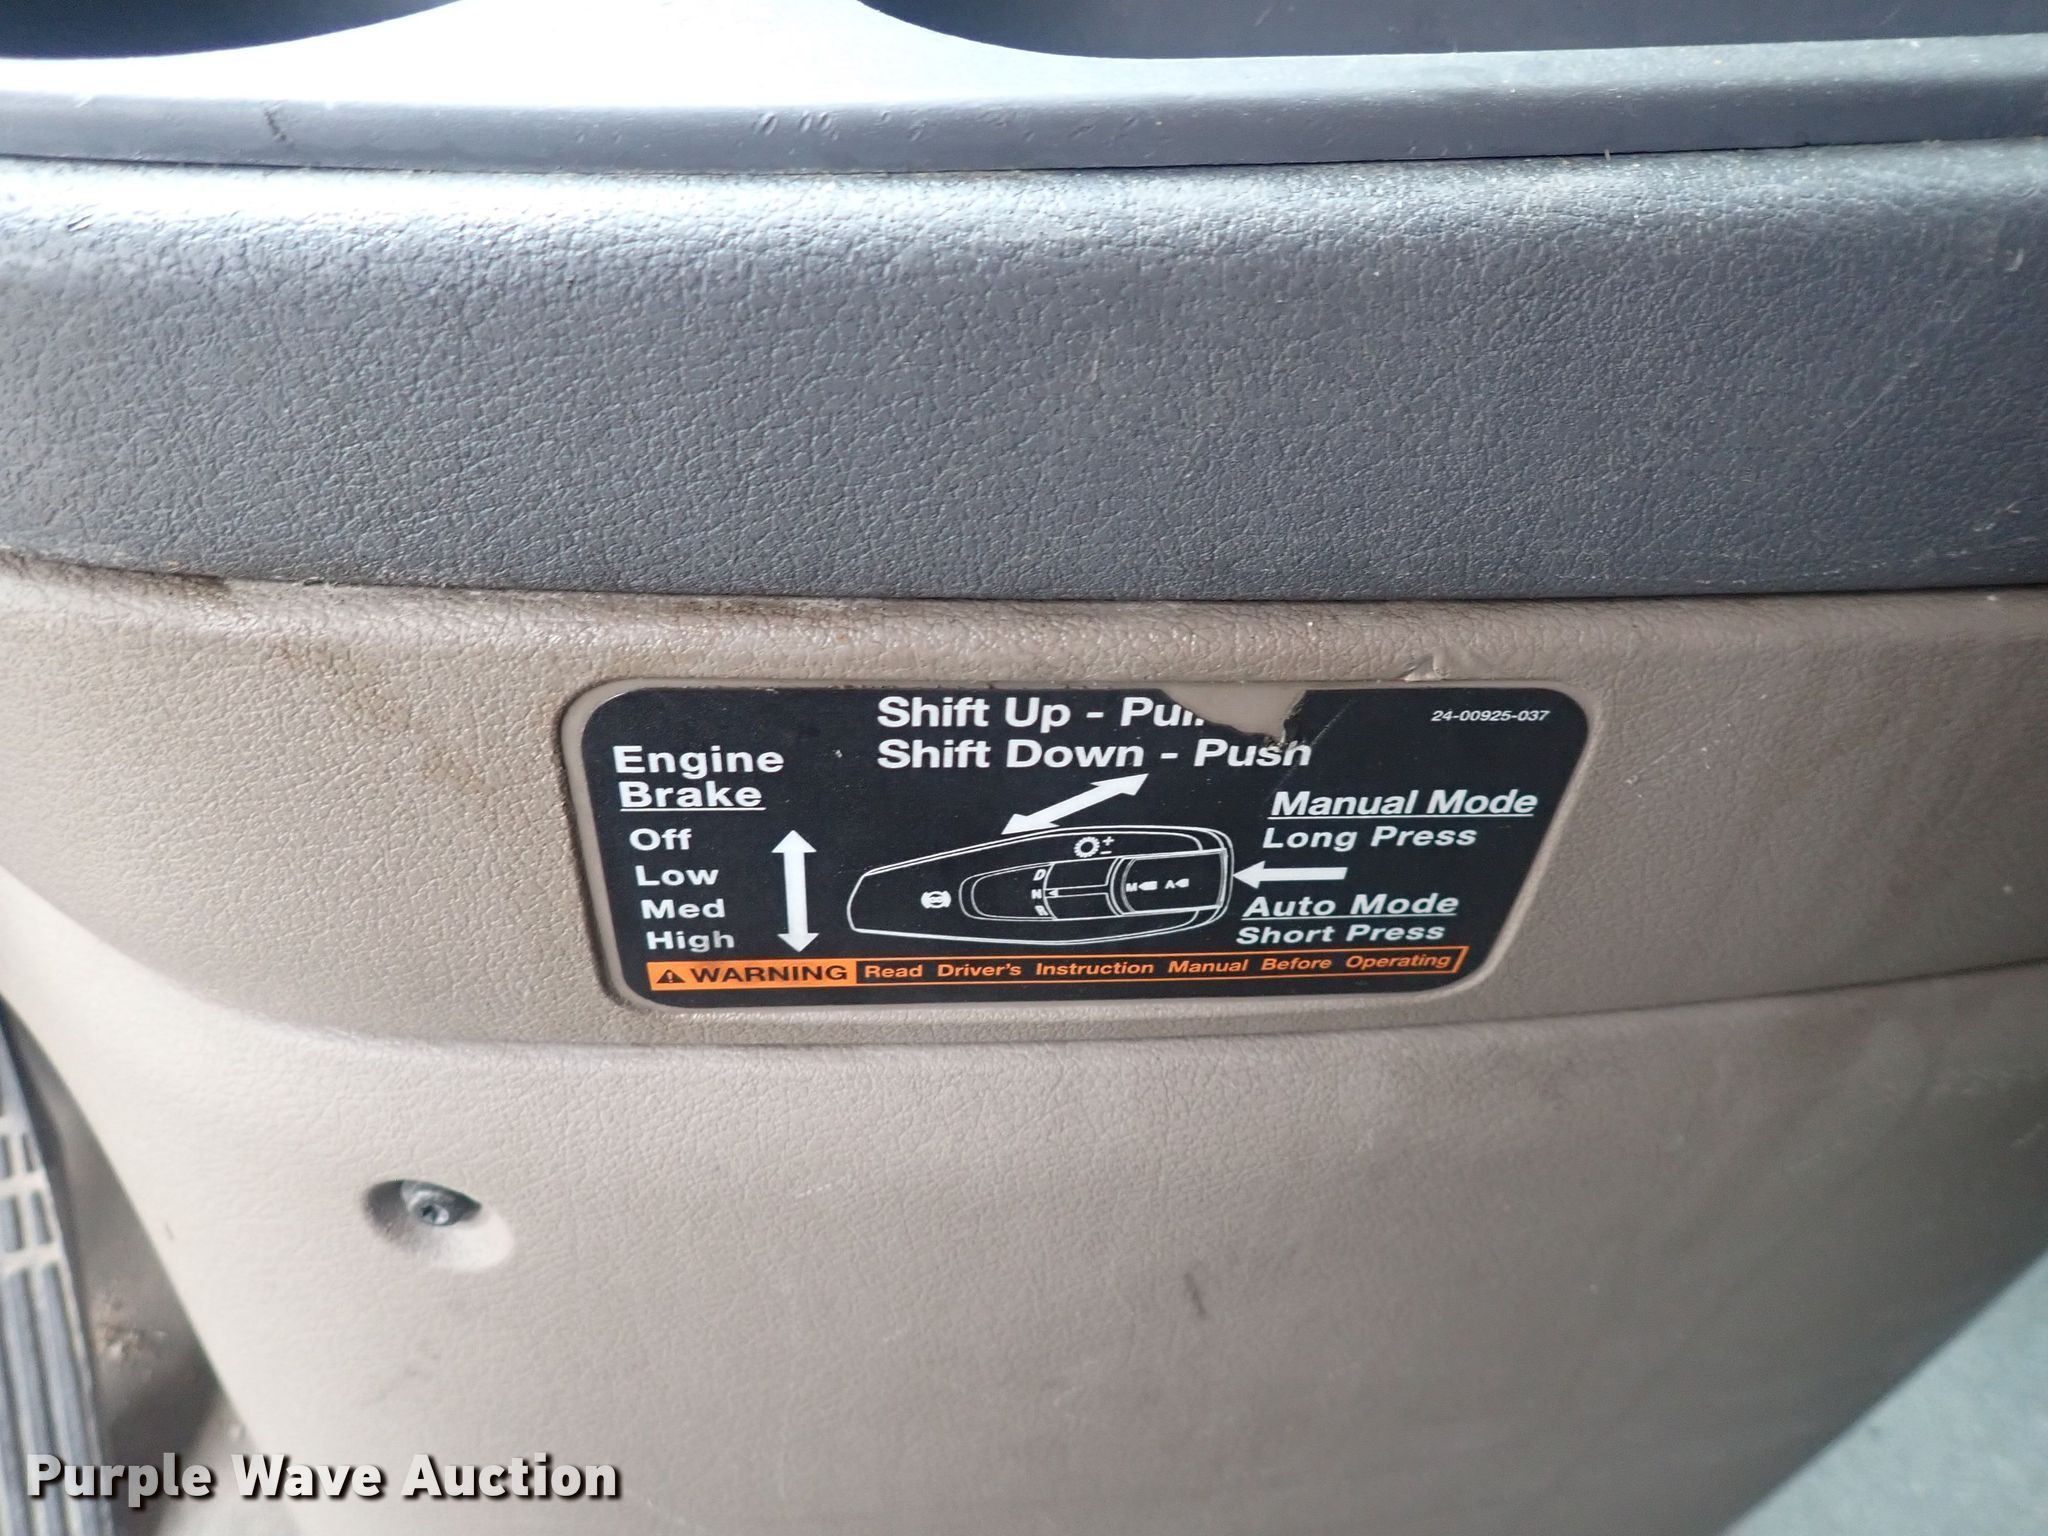 Shift Up - Pull
Shift Down - Push
24-00925-037
Engine
Brake
Off
Low
Med
High
+
−
D
N
R
M
A
Manual Mode
Long Press
Auto Mode
Short Press
WARNING Read Driver's Instruction Manual Before Operating
Purple Wave Auction